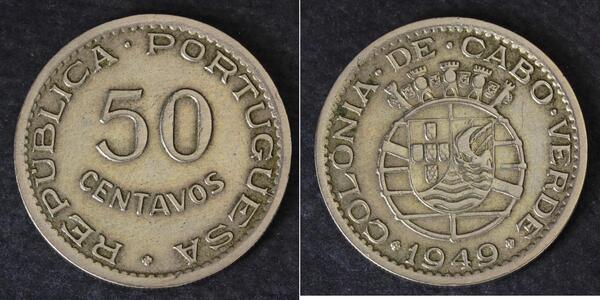 REPUBLICA · PORTUGUESA
50
CENTAVOS
COLONIA · DE · CABO · VERDE
1949